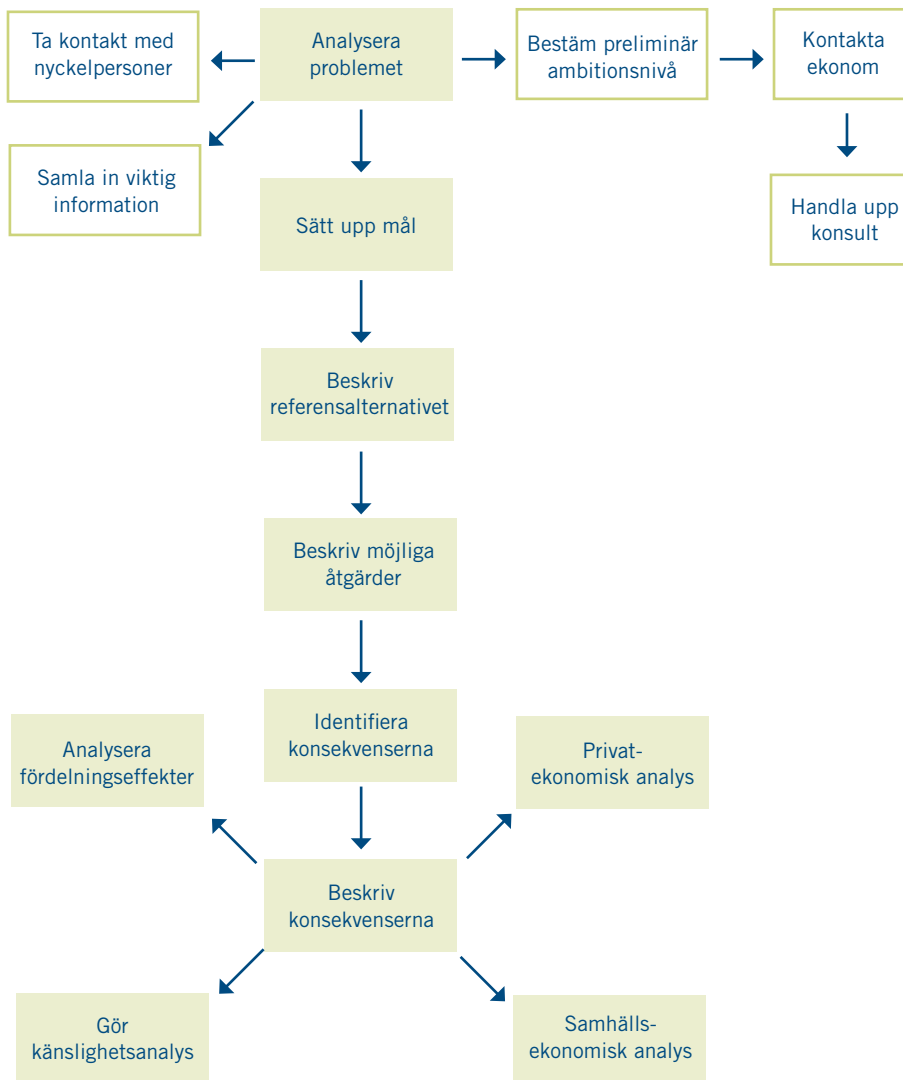 Ta kontakt med
nyckelpersoner
Analysera
problemet
Bestäm preliminär
ambitionsnivå
Kontakta
ekonom
Samla in viktig
information
Sätt upp mål
Handla upp
konsult
Beskriv
referensalternativet
Beskriv möjliga
åtgärder
Identifiera
konsekvenserna
Analysera
fördelningseffekter
Privat-
ekonomisk analys
Beskriv
konsekvenserna
Gör
känslighetsanalys
Samhälls-
ekonomisk analys